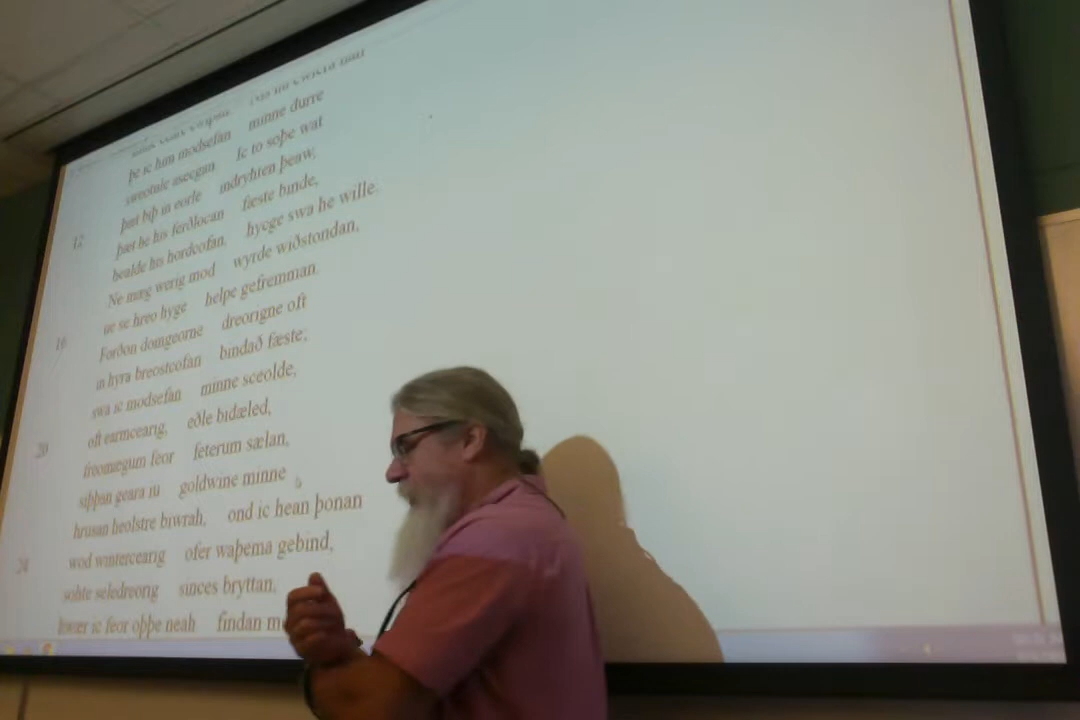 þe ic him modsefan minne durre
sweotule asecgan Ic to soþe wat
þæt biþ in eorle indryhten þeaw,
12 þæt he his ferðlocan fæste binde,
healde his hordcofan, hycge swa he wille.
Ne mæg werig mod wyrde wiðstondan,
ne se hreo hyge helpe gefremman
16 Forðon domgeorne dreorigne oft
in hyra breostcofan bindað fæste;
swa ic modsefan minne sceolde,
oft earmcearig, eðle bidæled,
20 freomægum feor feterum sælan,
siþþan geara iu goldwine minne
hrusan heolstre biwrah, ond ic hean þonan
wod wintercearig ofer waþema gebind,
24 sohte seledreorig sinces bryttan,
hwær ic feor oþþe neah findan m